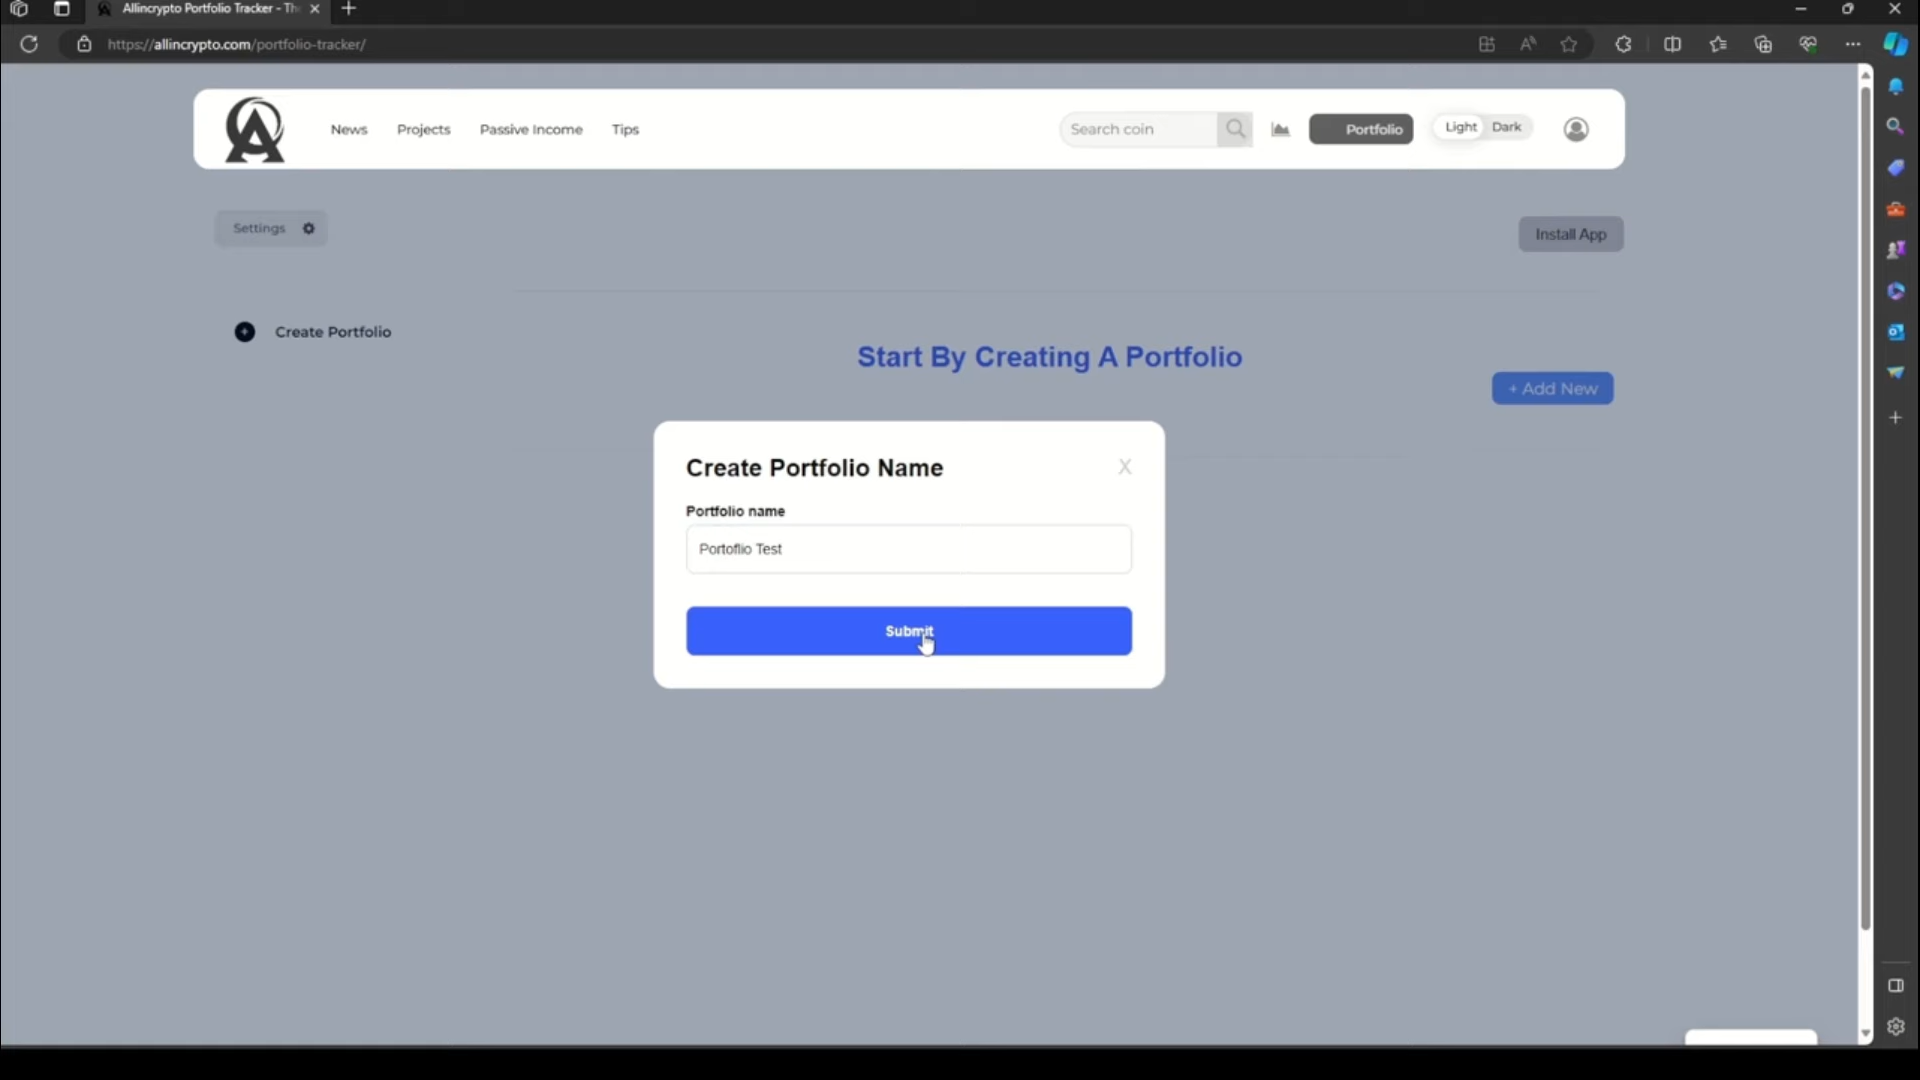 Allincrypto Portfolio Tracker - Th
https://allincrypto.com/portfolio-tracker/
News Projects Passive Income Tips
Search coin
Portfolio
Light Dark
Settings
Install App
Create Portfolio
Start By Creating A Portfolio
+ Add New
Create Portfolio Name
X
Portfolio name
Portoflio Test
Submit